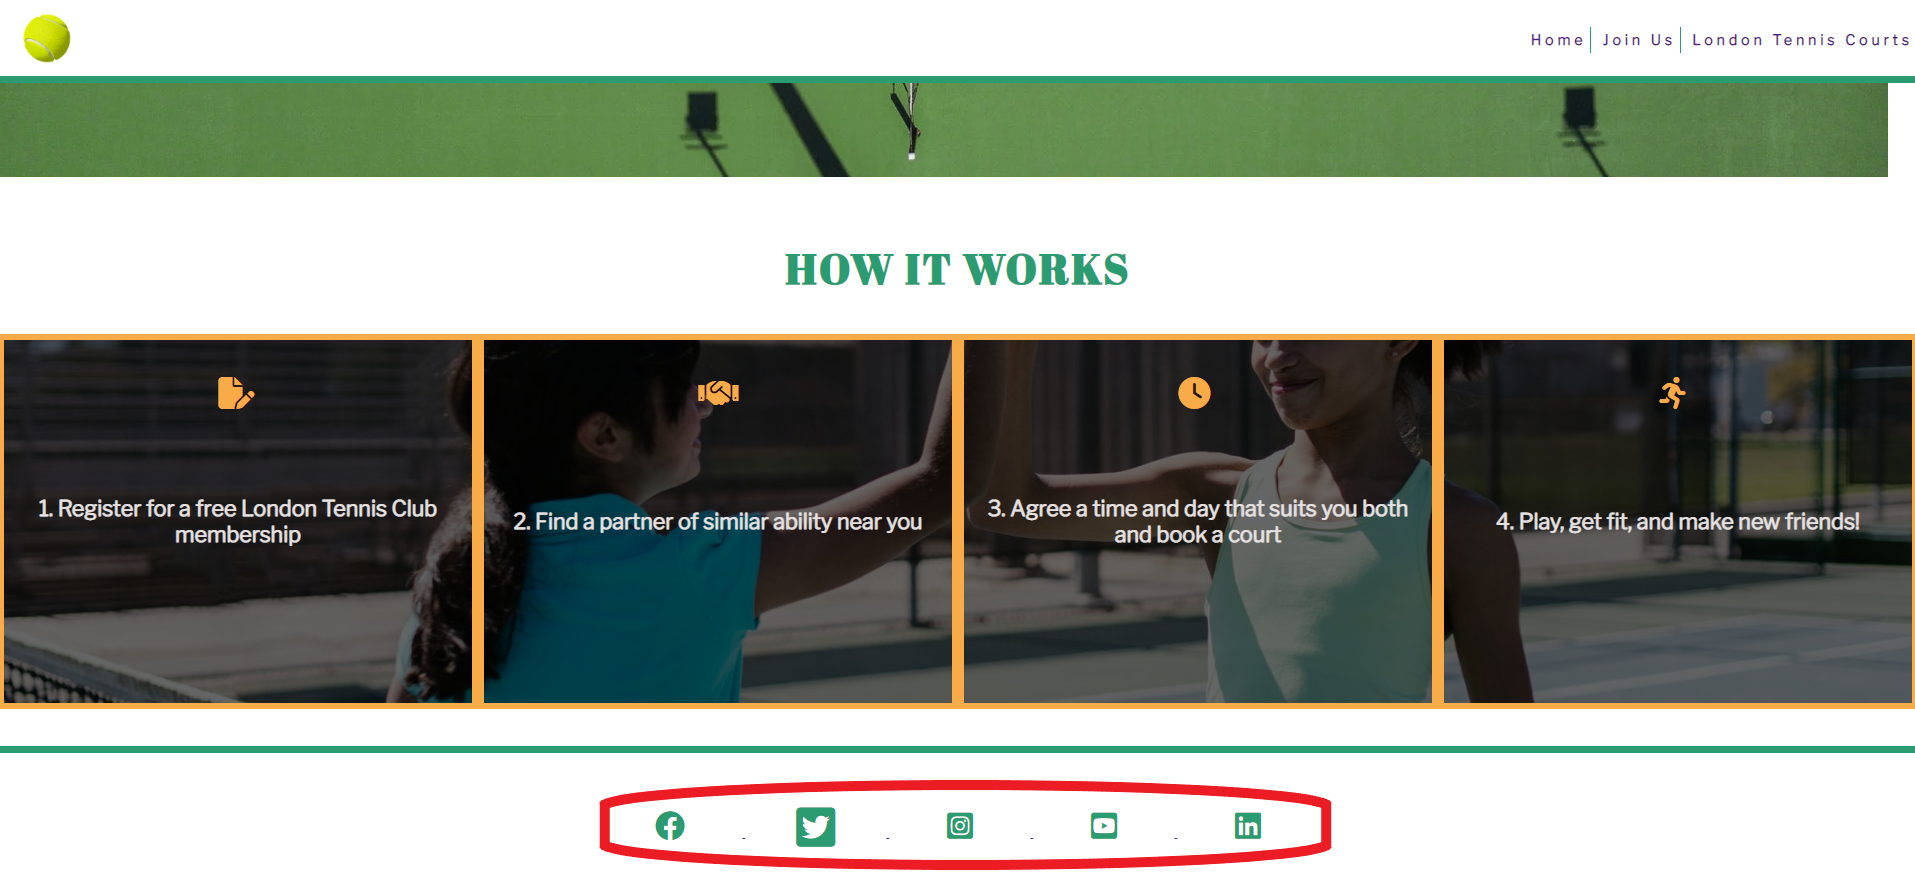 Home Join Us London Tennis Courts
HOW IT WORKS
1. Register for a free London Tennis Club
membership
2. Find a partner of similar ability near you
3. Agree a time and day that suits you both
and book a court
4. Play, get fit, and make new friends!